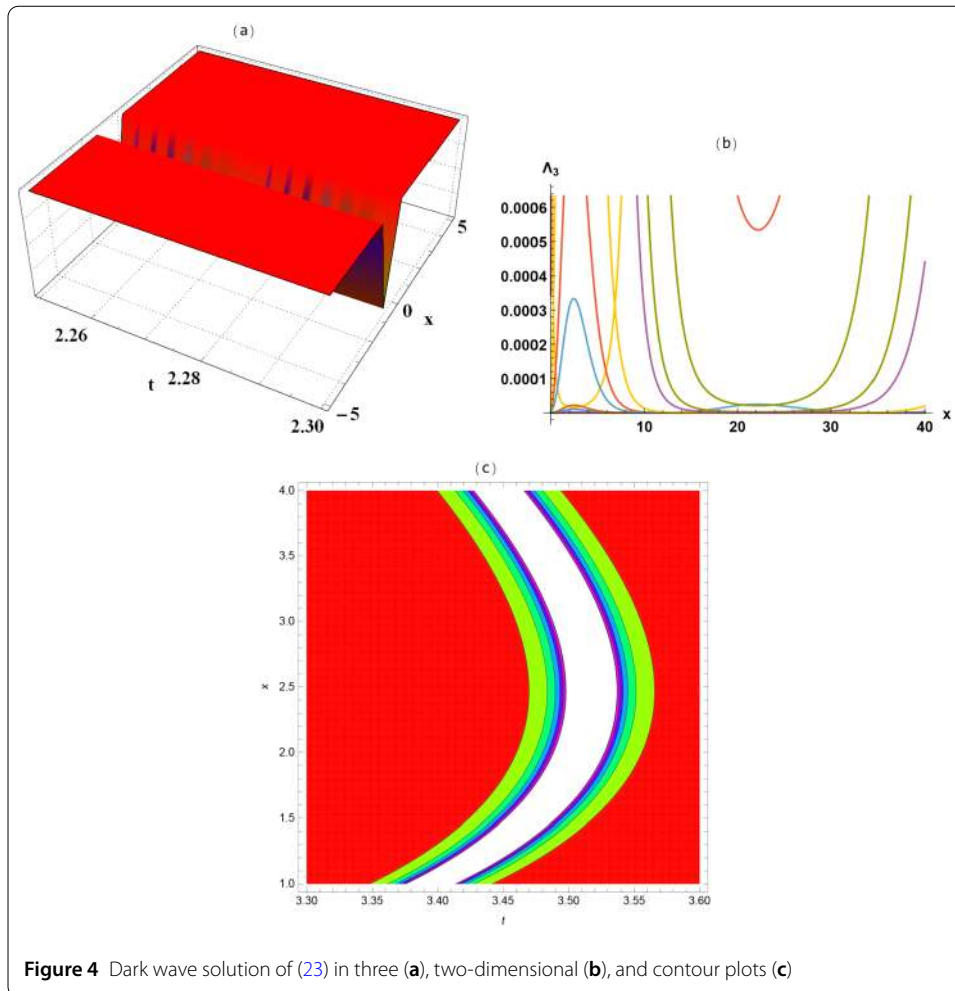 (a)
5
0 x
2.26
t 2.28
−5
2.30
(b)
Λ3
0.0006
0.0005
0.0004
0.0003
0.0002
0.0001
x
10 20 30 40
(c)
4.0
3.5
3.0
x
2.5
2.0
1.5
1.0
3.30 3.35 3.40 3.45 3.50 3.55 3.60
t
Figure 4 Dark wave solution of (23) in three (a), two-dimensional (b), and contour plots (c)